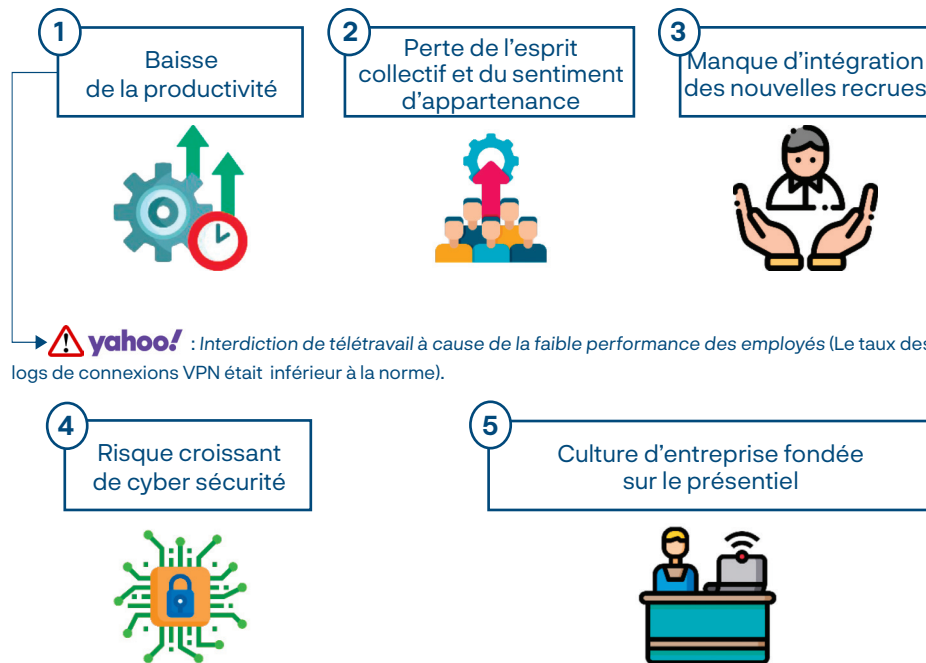 1
Baisse
de la productivité
2
Perte de l'esprit
collectif et du sentiment
d'appartenance
3
Manque d'intégration
des nouvelles recrues
yahoo! : Interdiction de télétravail à cause de la faible performance des employés (Le taux des
logs de connexions VPN était inférieur à la norme).
4
Risque croissant
de cyber sécurité
5
Culture d'entreprise fondée
sur le présentiel